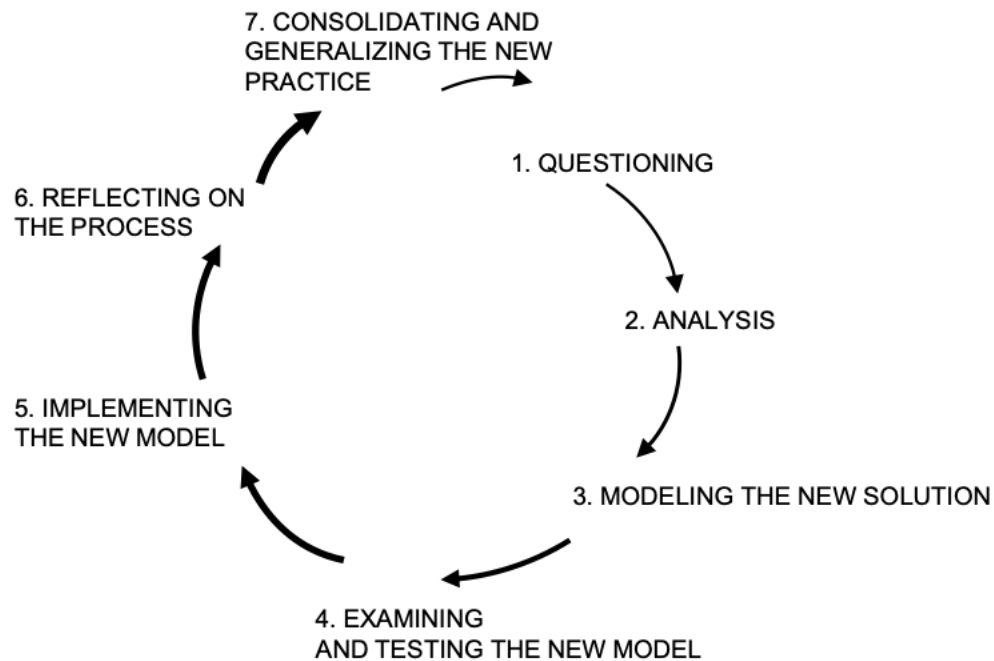 7. CONSOLIDATING AND
GENERALIZING THE NEW
PRACTICE
1. QUESTIONING
2. ANALYSIS
3. MODELING THE NEW SOLUTION
4. EXAMINING
AND TESTING THE NEW MODEL
5. IMPLEMENTING
THE NEW MODEL
6. REFLECTING ON
THE PROCESS